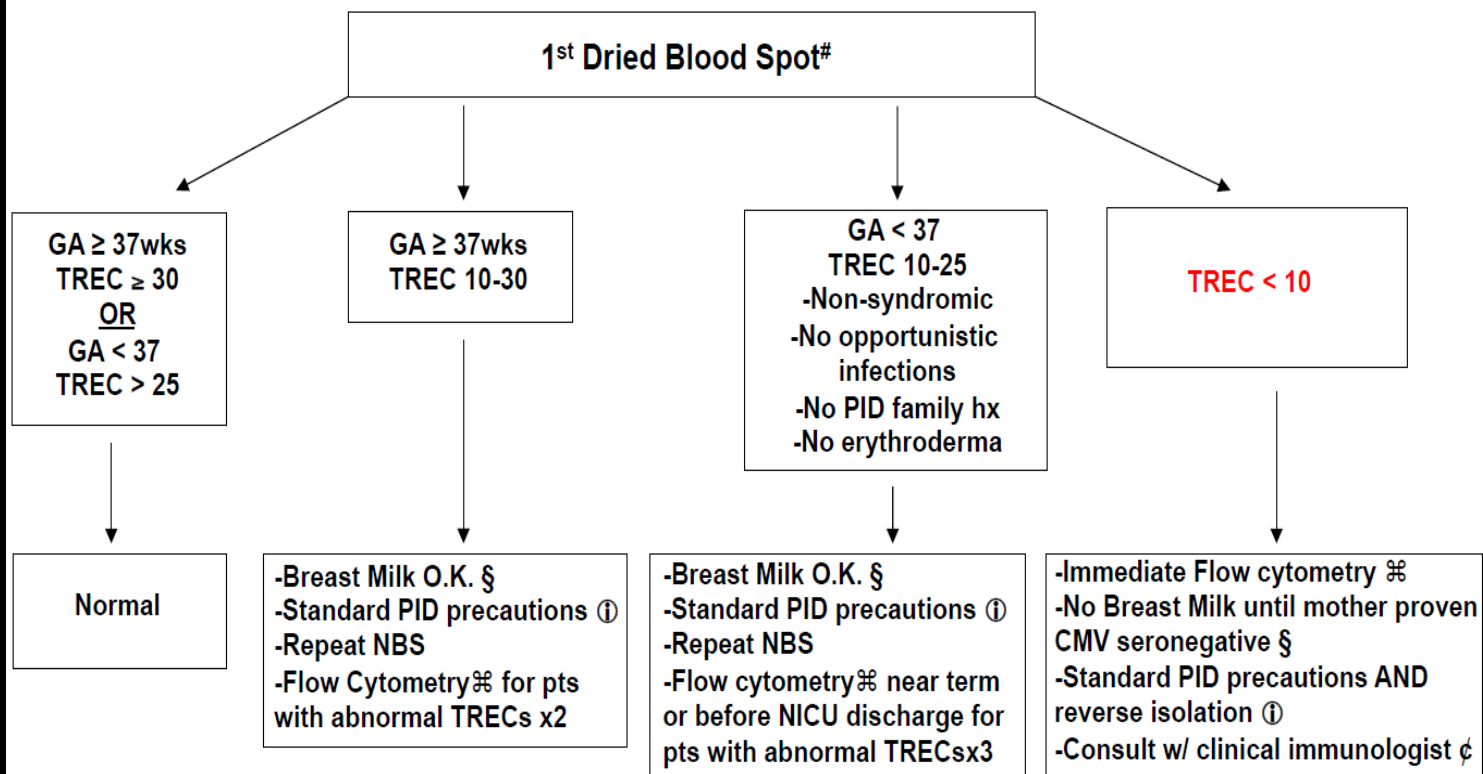 1st Dried Blood Spot#
GA ≥ 37wks
TREC ≥ 30
OR
GA < 37
TREC > 25
GA ≥ 37wks
TREC 10-30
GA < 37
TREC 10-25
-Non-syndromic
-No opportunistic
infections
-No PID family hx
-No erythroderma
TREC < 10
Normal
-Breast Milk O.K. §
-Standard PID precautions ⓘ
-Repeat NBS
-Flow Cytometry⌘ for pts
with abnormal TRECs x2
-Breast Milk O.K. §
-Standard PID precautions ⓘ
-Repeat NBS
-Flow cytometry⌘ near term
or before NICU discharge for
pts with abnormal TRECsx3
-Immediate Flow cytometry ⌘
-No Breast Milk until mother proven
CMV seronegative §
-Standard PID precautions AND
reverse isolation ⓘ
-Consult w/ clinical immunologist ¢